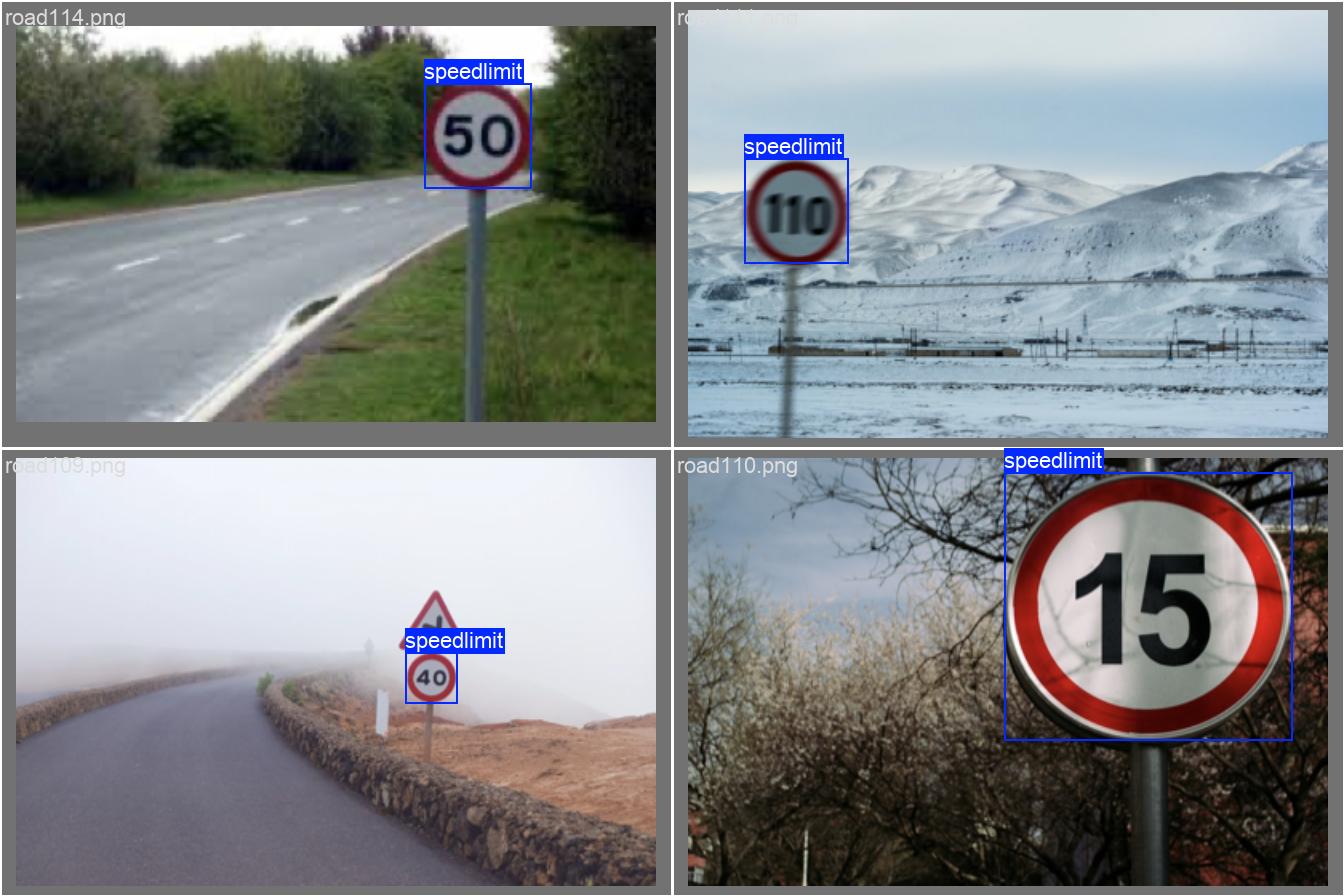 road114.png
speedlimit
50
speedlimit
110
road109.png
speedlimit
40
road110.png
speedlimit
15